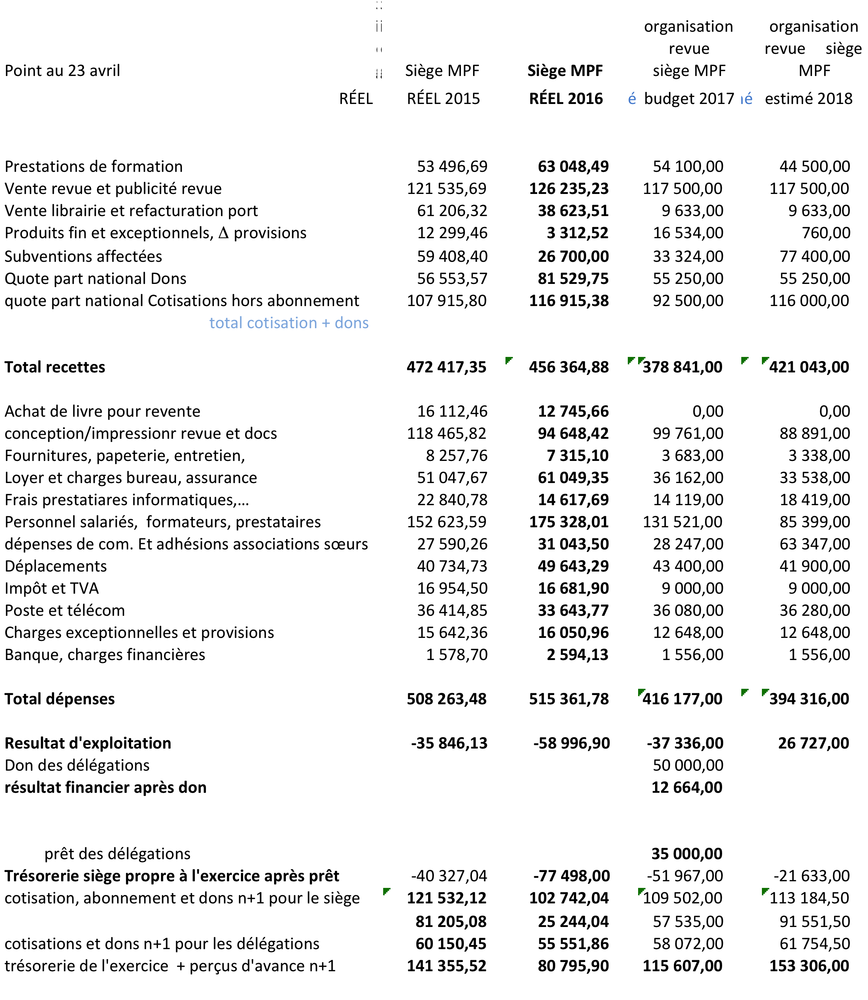 organisation organisation
revue revue siège
Point au 23 avril Siège MPF Siège MPF siège MPF MPF
RÉEL RÉEL 2015 RÉEL 2016 é budget 2017 é estimé 2018
Prestations de formation 53 496,69 63 048,49 54 100,00 44 500,00
Vente revue et publicité revue 121 535,69 126 235,23 117 500,00 117 500,00
Vente librairie et refacturation port 61 206,32 38 623,51 9 633,00 9 633,00
Produits fin et exceptionnels, Δ provisions 12 299,46 3 312,52 16 534,00 760,00
Subventions affectées 59 408,40 26 700,00 33 324,00 77 400,00
Quote part national Dons 56 553,57 81 529,75 55 250,00 55 250,00
quote part national Cotisations hors abonnement 107 915,80 116 915,38 92 500,00 116 000,00
total cotisation + dons
Total recettes 472 417,35 456 364,88 378 841,00 421 043,00
Achat de livre pour revente 16 112,46 12 745,66 0,00 0,00
conception/impressionr revue et docs 118 465,82 94 648,42 99 761,00 88 891,00
Fournitures, papeterie, entretien, 8 257,76 7 315,10 3 683,00 3 338,00
Loyer et charges bureau, assurance 51 047,67 61 049,35 36 162,00 33 538,00
Frais prestatiares informatiques,... 22 840,78 14 617,69 14 119,00 18 419,00
Personnel salariés, formateurs, prestataires 152 623,59 175 328,01 131 521,00 85 399,00
dépenses de com. Et adhésions associations sœurs 27 590,26 31 043,50 28 247,00 63 347,00
Déplacements 40 734,73 49 643,29 43 400,00 41 900,00
Impôt et TVA 16 954,50 16 681,90 9 000,00 9 000,00
Poste et télécom 36 414,85 33 643,77 36 080,00 36 280,00
Charges exceptionnelles et provisions 15 642,36 16 050,96 12 648,00 12 648,00
Banque, charges financières 1 578,70 2 594,13 1 556,00 1 556,00
Total dépenses 508 263,48 515 361,78 416 177,00 394 316,00
Resultat d'exploitation -35 846,13 -58 996,90 -37 336,00 26 727,00
Don des délégations 50 000,00
résultat financier après don 12 664,00
prêt des délégations 35 000,00
Trésorerie siège propre à l'exercice après prêt -40 327,04 -77 498,00 -51 967,00 -21 633,00
cotisation, abonnement et dons n+1 pour le siège 121 532,12 102 742,04 109 502,00 113 184,50
81 205,08 25 244,04 57 535,00 91 551,50
cotisations et dons n+1 pour les délégations 60 150,45 55 551,86 58 072,00 61 754,50
trésorerie de l'exercice + perçus d'avance n+1 141 355,52 80 795,90 115 607,00 153 306,00